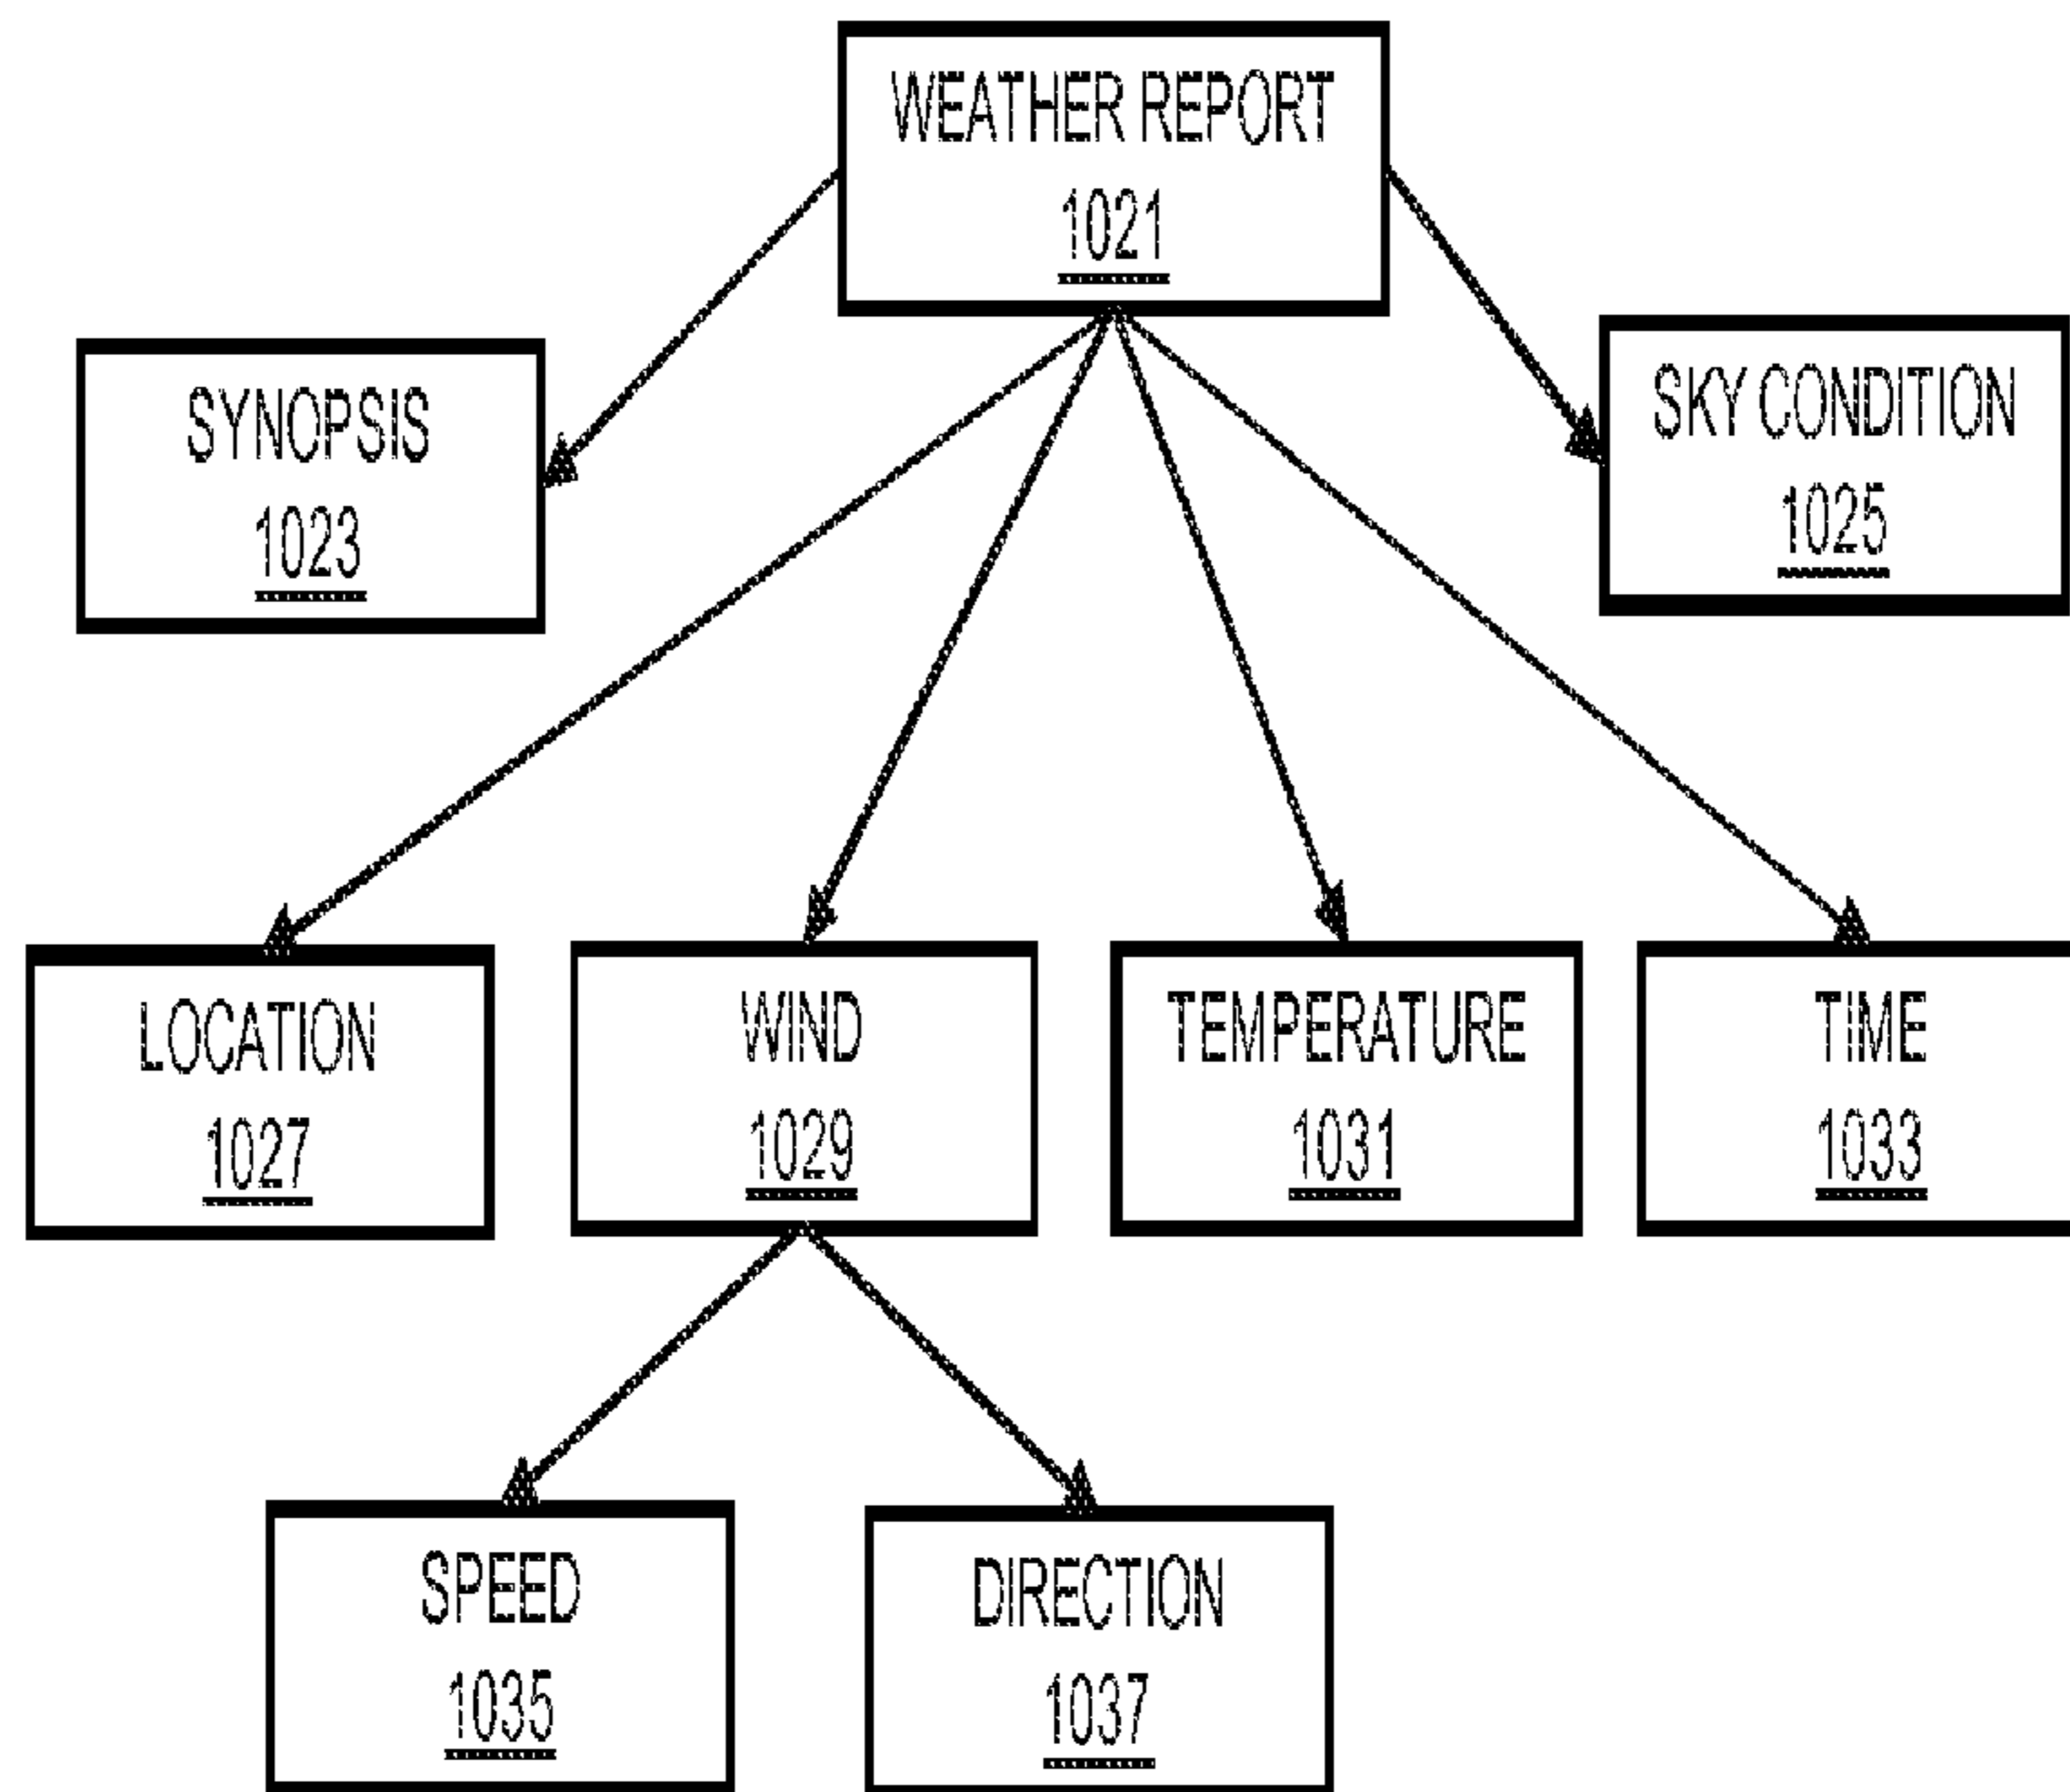 WEATHER REPORT
1021
SYNOPSIS
1023
SKY CONDITION
1025
LOCATION
1027
WIND
1029
TEMPERATURE
1031
TIME
1033
SPEED
1035
DIRECTION
1037